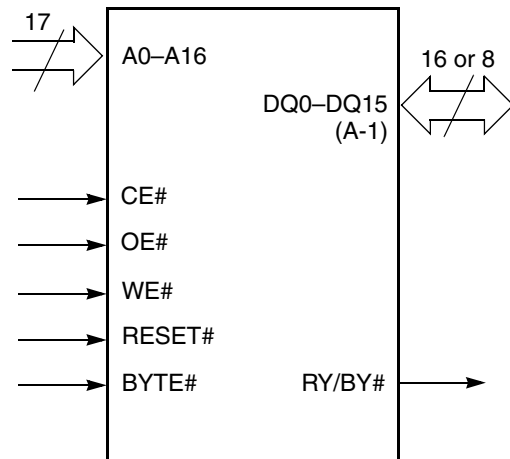 17
A0–A16
16 or 8
DQ0–DQ15
(A-1)
CE#
OE#
WE#
RESET#
BYTE#
RY/BY#